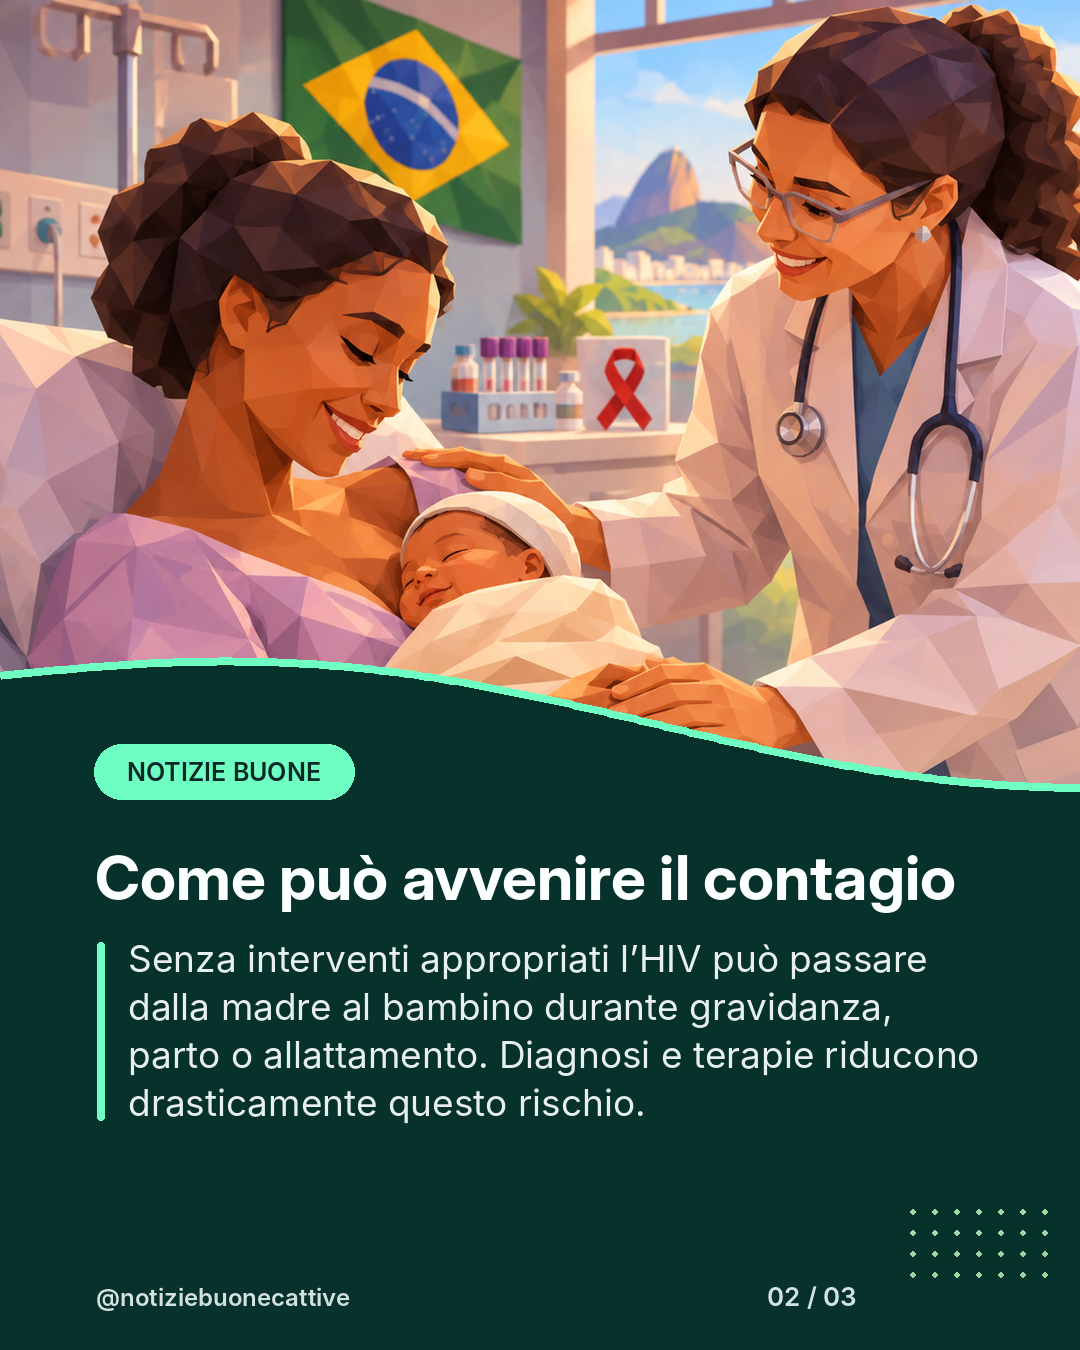 NOTIZIE BUONE
Come può avvenire il contagio
Senza interventi appropriati l’HIV può passare
dalla madre al bambino durante gravidanza,
parto o allattamento. Diagnosi e terapie riducono
drasticamente questo rischio.
@notiziebuonecattive
02 / 03